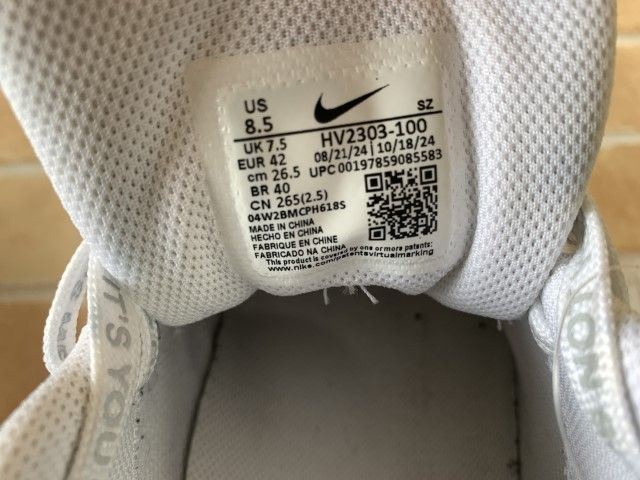 US
8.5
SZ
UK 7.5
EUR 42
cm 26.5
BR 40
CN 265(2.5)
HV2303-100
08/21/24 | 10/18/24
UPC 00197859085583
04W2BMCPH618S
MADE IN CHINA
HECHO EN CHINA
FABRIQUE EN CHINE
FABRICADO NA CHINA
This product is covered by one or more patents:
www.nike.com/patentsvirtualmarking
IT'S YOU